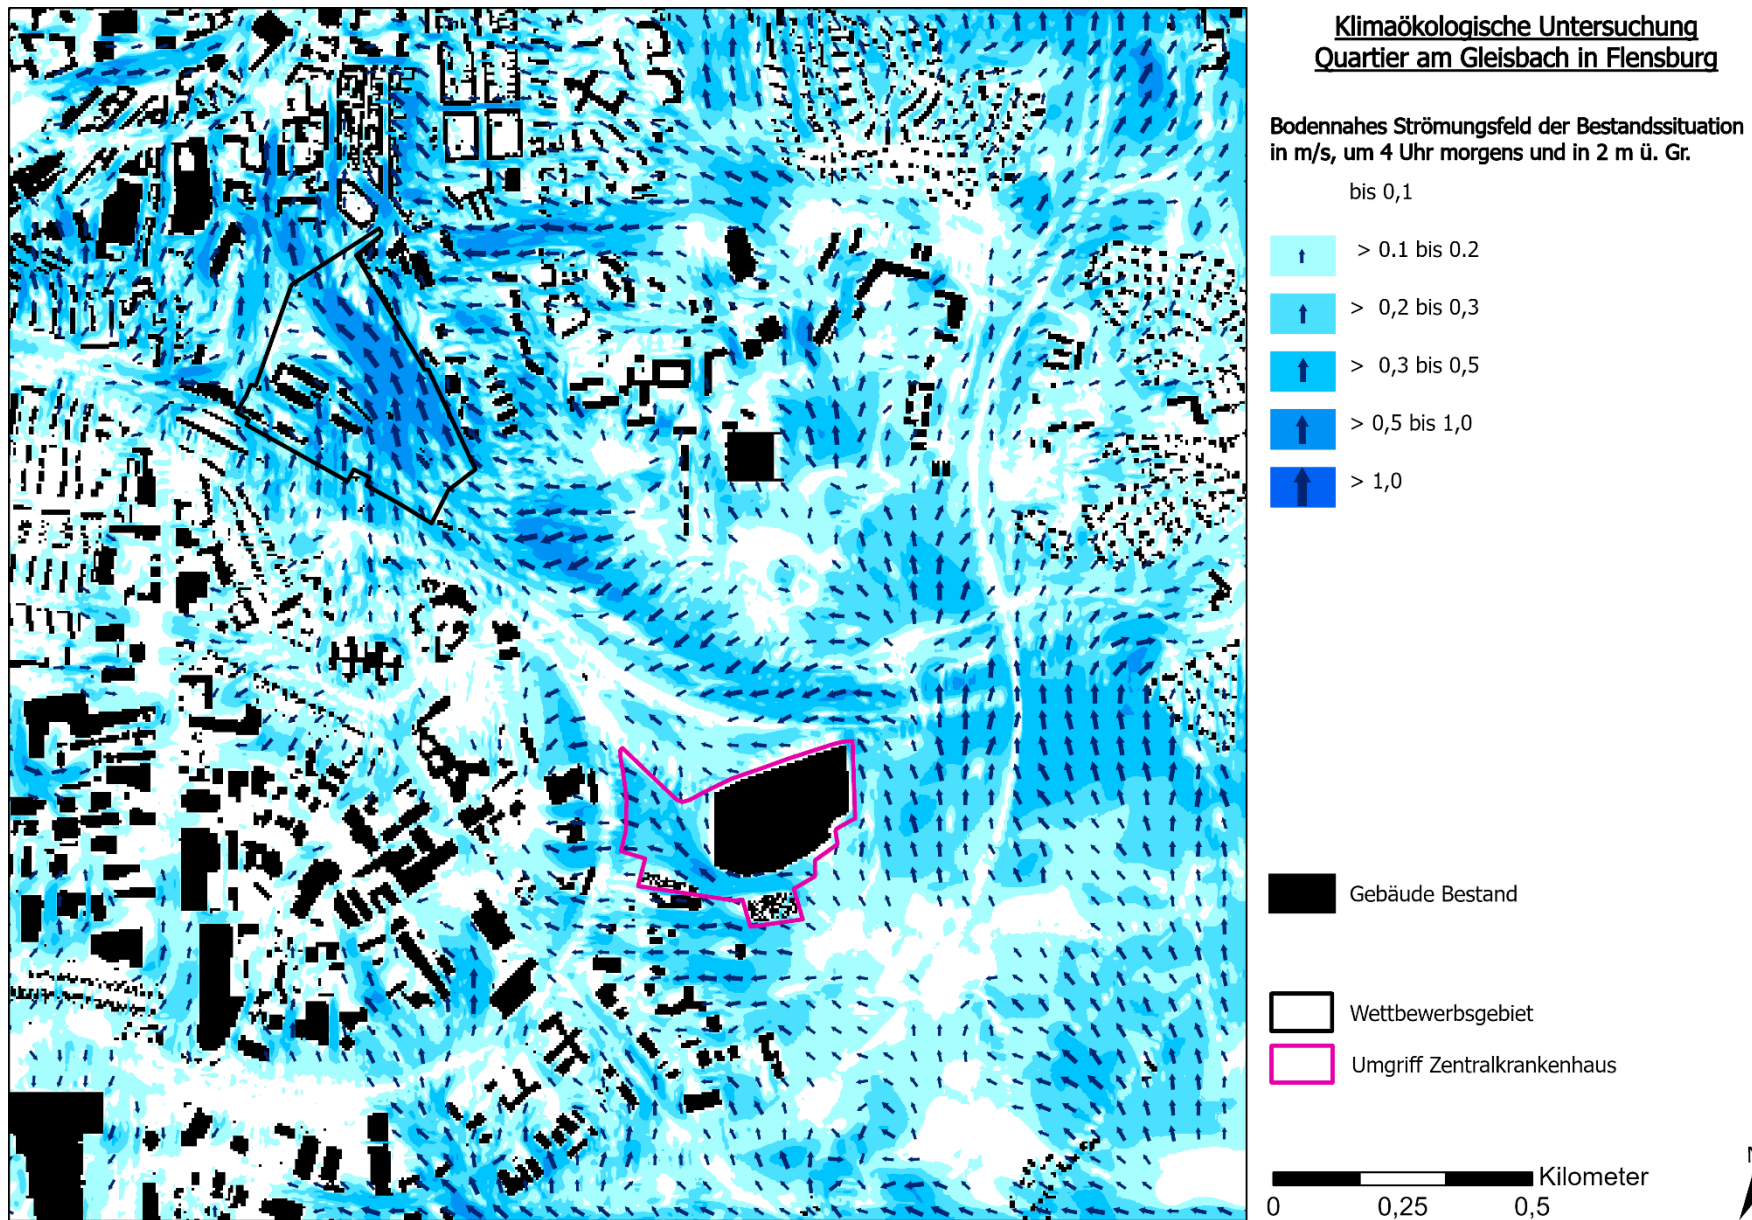 Klimaökologische Untersuchung
Quartier am Gleisbach in Flensburg
Bodennahes Strömungsfeld der Bestandssituation
in m/s, um 4 Uhr morgens und in 2 m ü. Gr.
bis 0,1
> 0.1 bis 0.2
> 0,2 bis 0,3
> 0,3 bis 0,5
> 0,5 bis 1,0
> 1,0
Gebäude Bestand
Wettbewerbsgebiet
Umgriff Zentralkrankenhaus
Kilometer
0 0,25 0,5
N